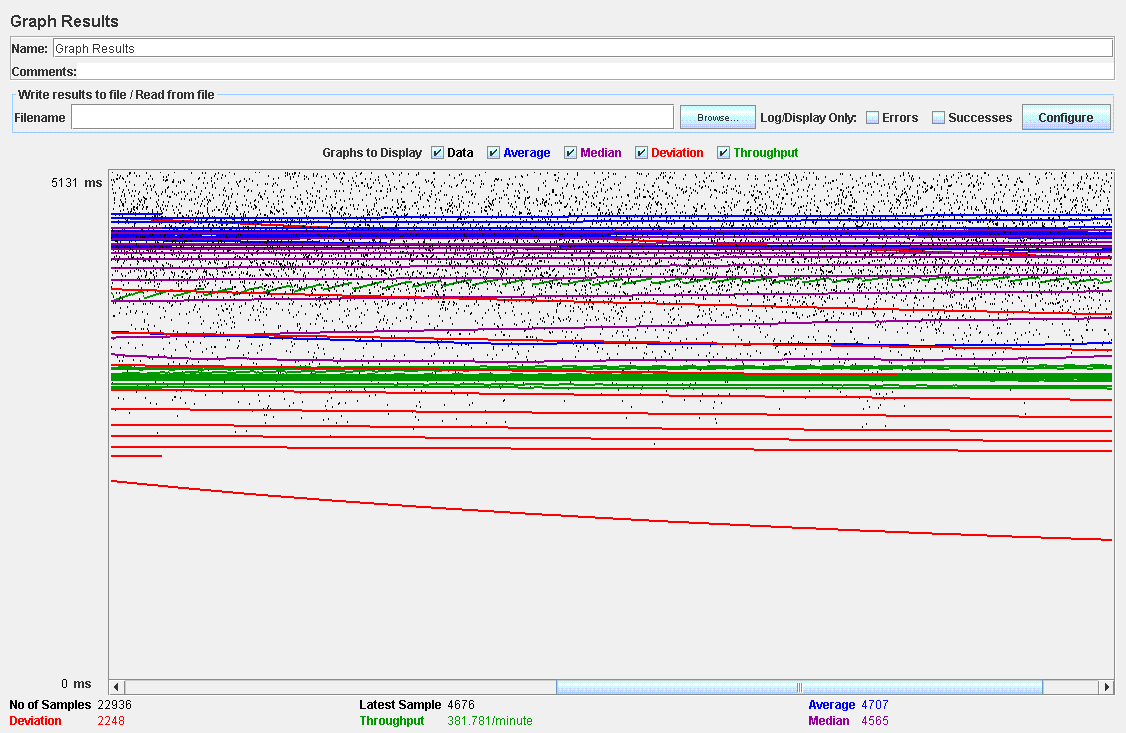 Graph Results
Name: Graph Results
Comments:
Write results to file / Read from file
Filename Browse... Log/Display Only: Errors Successes Configure
Graphs to Display Data Average Median Deviation Throughput
5131 ms
0 ms
No of Samples 22936 Latest Sample 4676 Average 4707
Deviation 2248 Throughput 381.781/minute Median 4565